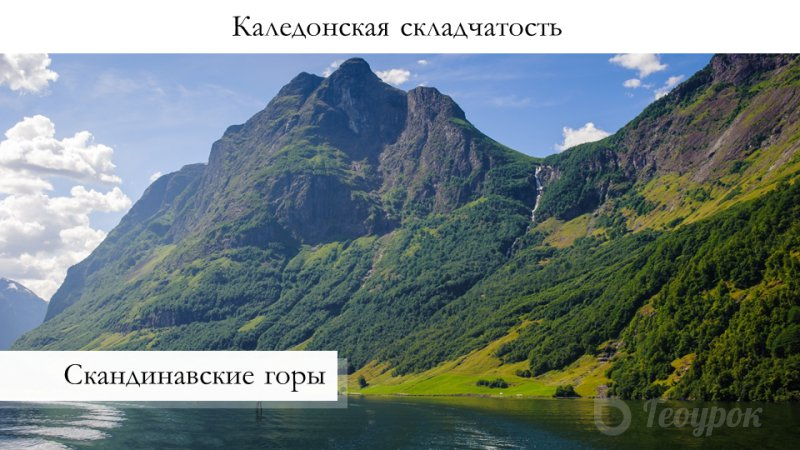 Каледонская складчатость
Скандинавские горы
Геоурок